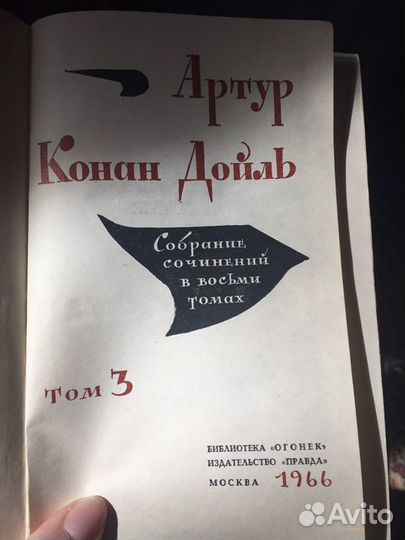 Артур
Конан Дойль
Собрание
сочинений
в восьми
томах
Том 3
БИБЛИОТЕКА «ОГОНЕК»
ИЗДАТЕЛЬСТВО «ПРАВДА»
МОСКВА 1966
Avito